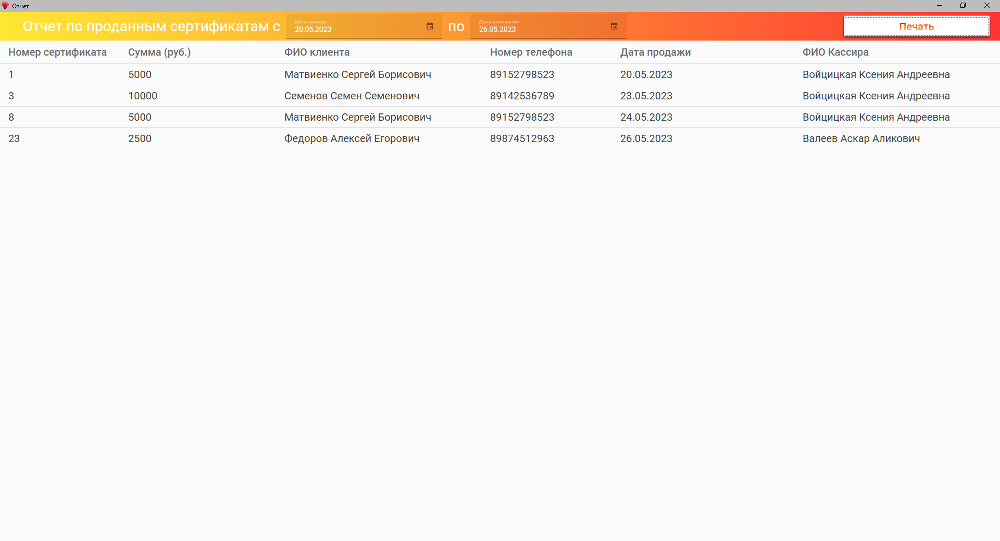 Отчет
Отчет по проданным сертификатам с Дата начала 20.05.2023 по Дата окончания 26.05.2023 Печать
Номер сертификата Сумма (руб.) ФИО клиента Номер телефона Дата продажи ФИО Кассира
1 5000 Матвиенко Сергей Борисович 89152798523 20.05.2023 Войцицкая Ксения Андреевна
3 10000 Семенов Семен Семенович 89142536789 23.05.2023 Войцицкая Ксения Андреевна
8 5000 Матвиенко Сергей Борисович 89152798523 24.05.2023 Войцицкая Ксения Андреевна
23 2500 Федоров Алексей Егорович 89874512963 26.05.2023 Валеев Аскар Аликович